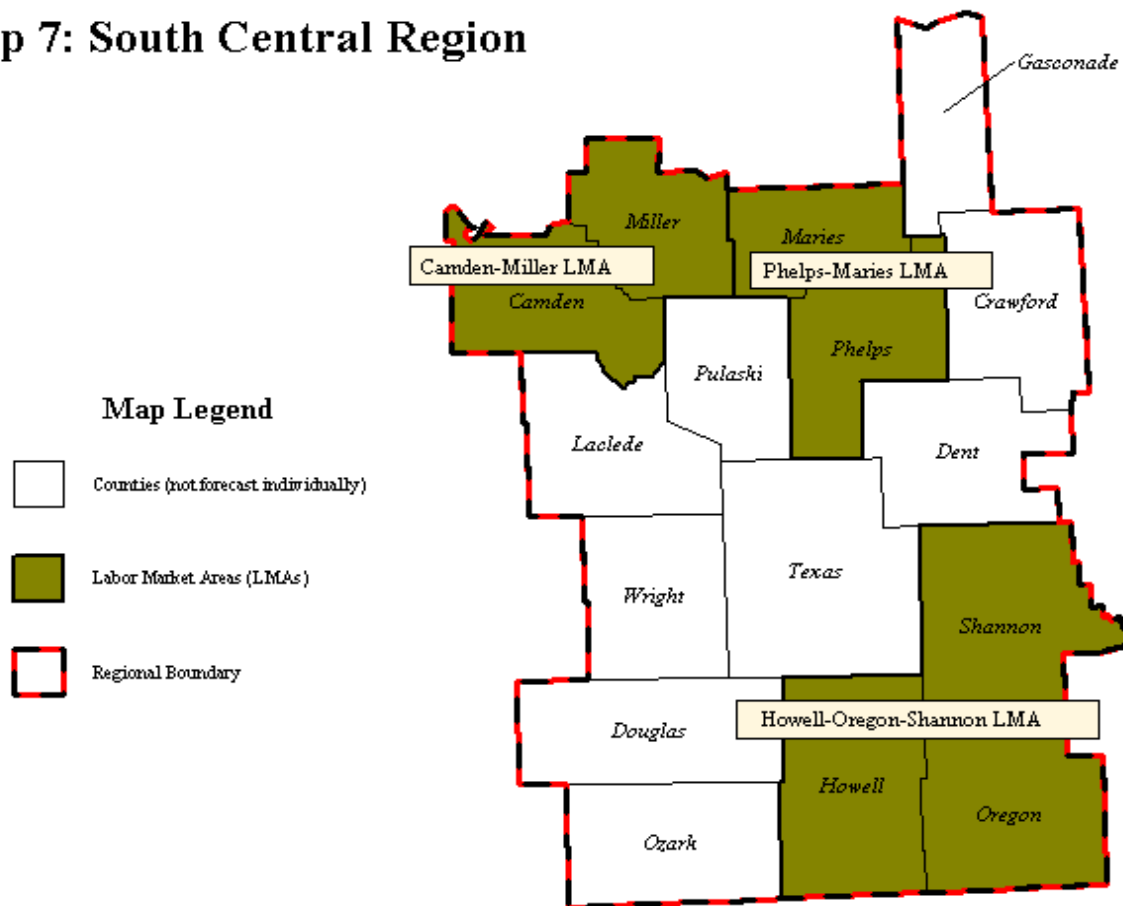 p 7: South Central Region
Gasconade
Miller
Maries
Camden-Miller LMA
Phelps-Maries LMA
Camden
Crawford
Phelps
Pulaski
Map Legend
Laclede
Dent
Counties (not forecast individually)
Labor Market Areas (LMAs)
Texas
Wright
Shannon
Regional Boundary
Howell-Oregon-Shannon LMA
Douglas
Howell
Oregon
Ozark